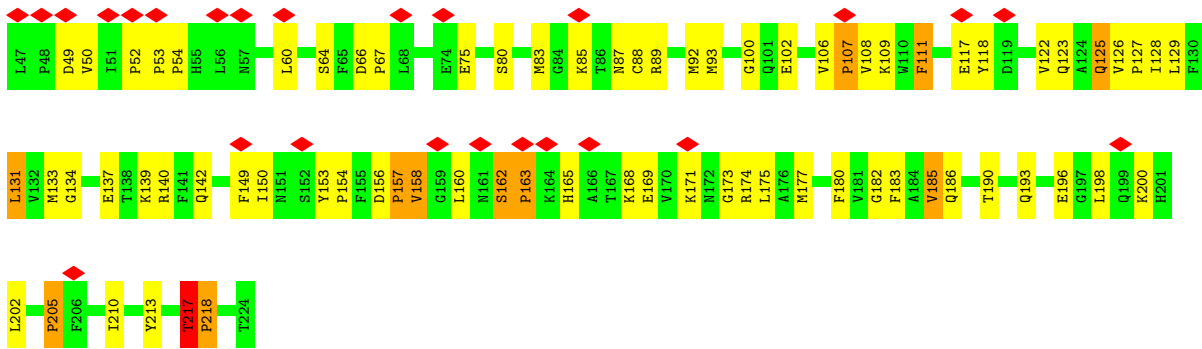 L47 P48 D49 V50 I51 P52 P53 P54 H55 L56 N57 L60 S64 F65 D66 P67 L68 E74 E75 S80 M83 G84 K85 T86 N87 C88 R89 M92 M93 G100 Q101 E102 V106 P107 V108 K109 W110 F111 E117 Y118 D119 V122 Q123 A124 Q125 V126 P127 I128 L129 F130
L131 V132 M133 G134 E137 T138 K139 R140 F141 Q142 F149 I150 N151 S152 Y153 P154 F155 D156 P157 V158 G159 L160 N161 S162 P163 K164 H165 A166 T167 K168 E169 V170 K171 N172 G173 R174 L175 A176 M177 F180 V181 G182 F183 A184 V185 Q186 T190 Q193 E196 G197 L198 Q199 K200 H201
L202 P205 F206 I210 Y213 T217 P218 T224